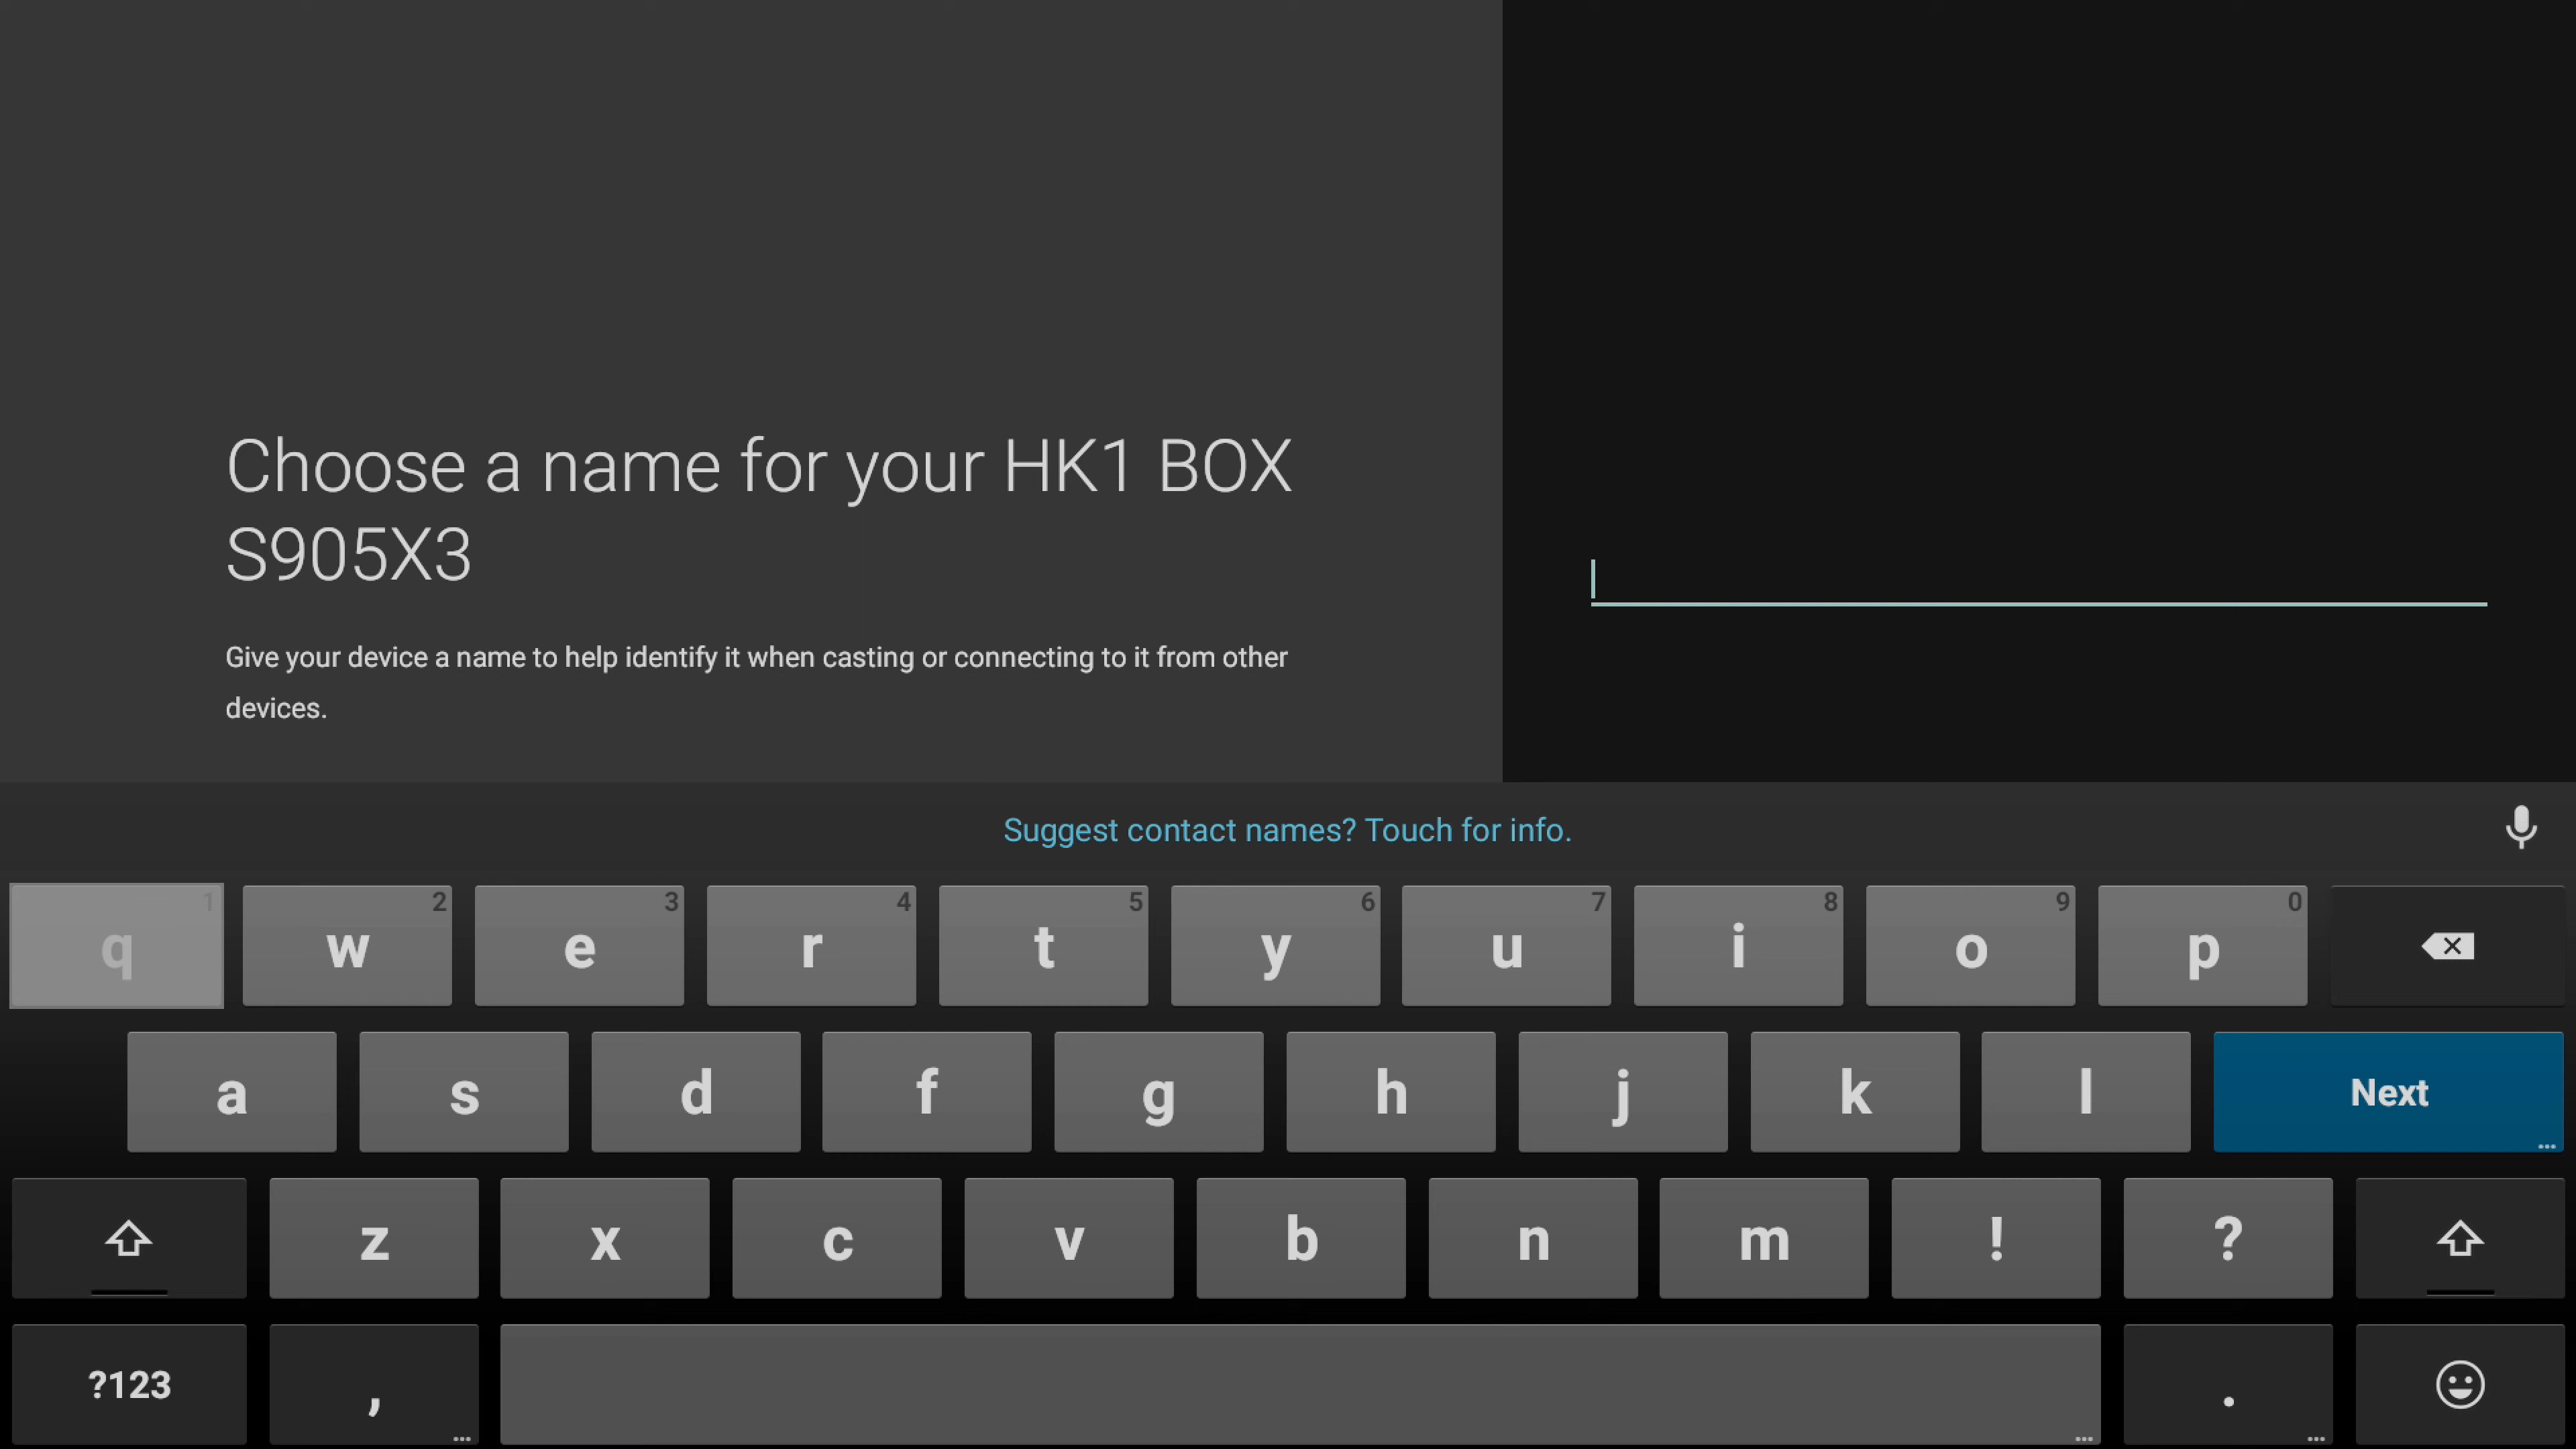 Choose a name for your HK1 BOX
S905X3
Give your device a name to help identify it when casting or connecting to it from other
devices.
Suggest contact names? Touch for info.
q 1 w 2 e 3 r 4 t 5 y 6 u 7 i 8 o 9 p 0
a s d f g h j k l Next
z x c v b n m ! ?
?123 , .